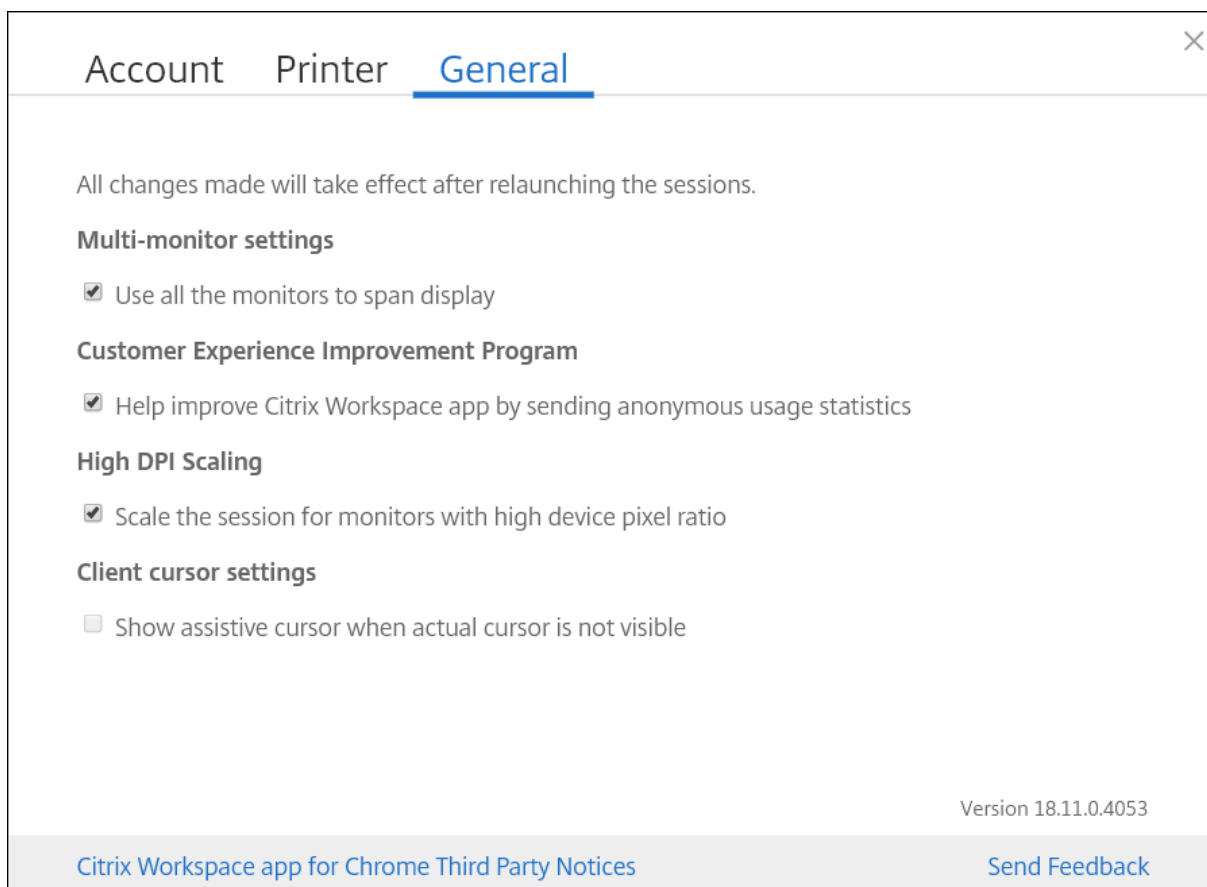 Account Printer General
All changes made will take effect after relaunching the sessions.
Multi-monitor settings
Use all the monitors to span display
Customer Experience Improvement Program
Help improve Citrix Workspace app by sending anonymous usage statistics
High DPI Scaling
Scale the session for monitors with high device pixel ratio
Client cursor settings
Show assistive cursor when actual cursor is not visible
Version 18.11.0.4053
Citrix Workspace app for Chrome Third Party Notices Send Feedback